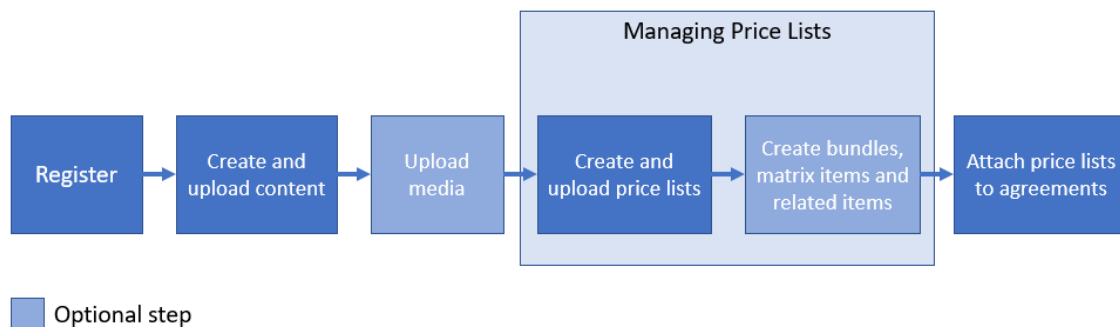 Managing Price Lists
Register
Create and
upload content
Upload
media
Create and
upload price lists
Create bundles,
matrix items and
related items
Attach price lists
to agreements
Optional step